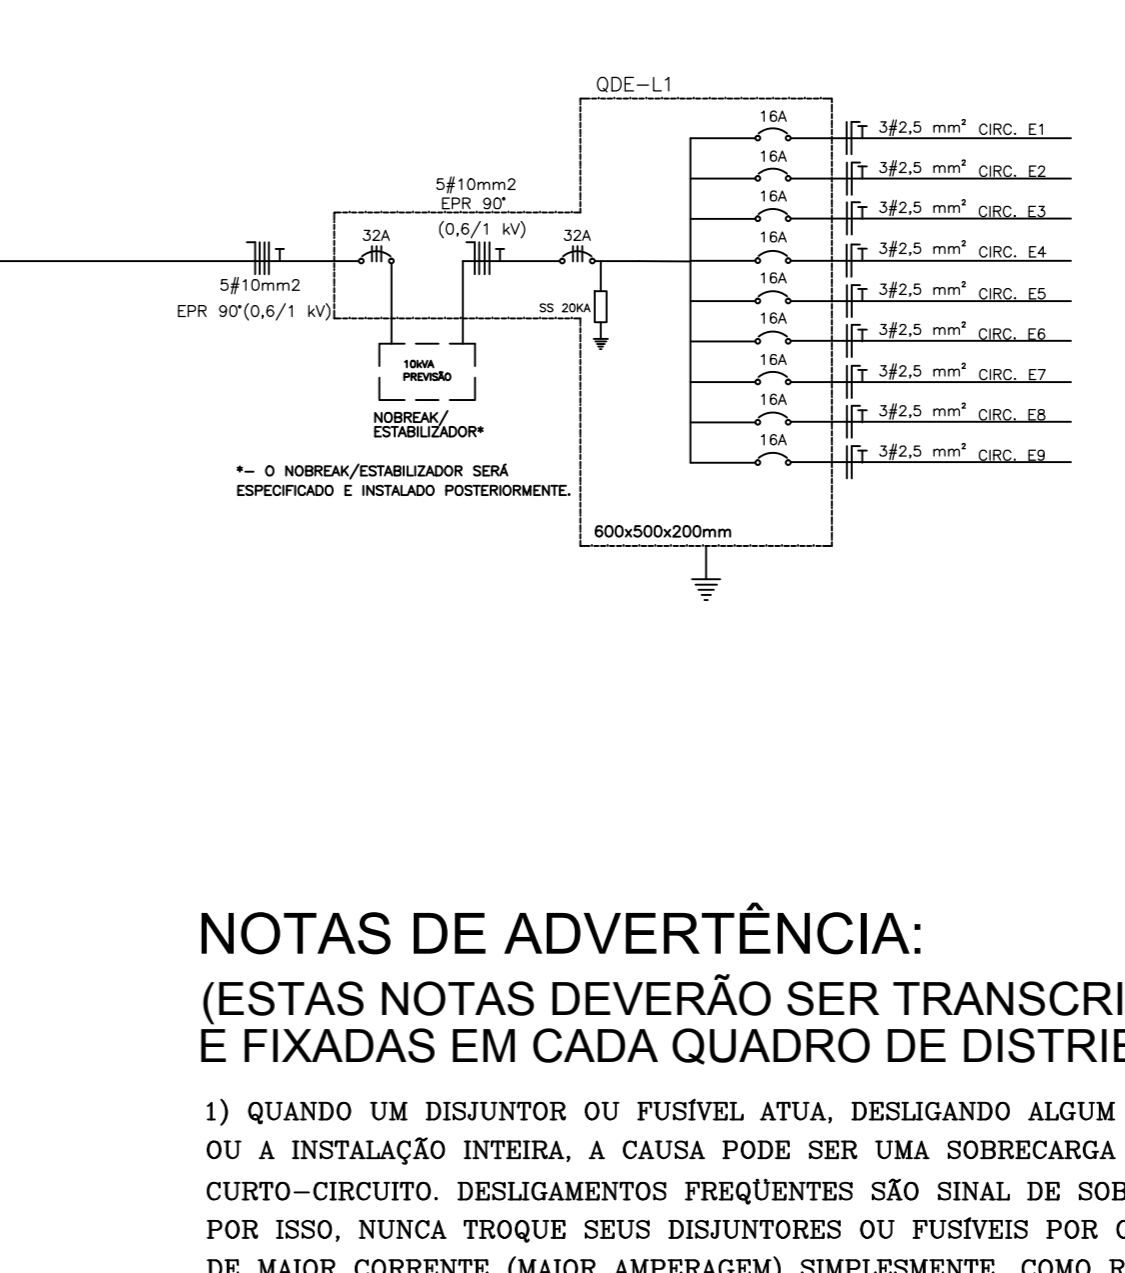 QDE-L1
16A
3#2,5 mm² CIRC. E1
16A
3#2,5 mm² CIRC. E2
16A
3#2,5 mm² CIRC. E3
16A
3#2,5 mm² CIRC. E4
16A
3#2,5 mm² CIRC. E5
16A
3#2,5 mm² CIRC. E6
16A
3#2,5 mm² CIRC. E7
16A
3#2,5 mm² CIRC. E8
16A
3#2,5 mm² CIRC. E9
5#10mm2
EPR 90°
(0,6/1 kV)
32A
32A
T
T
5#10mm2
EPR 90°(0,6/1 kV)
SS 20KA
10kVA
PREVISÃO
NOBREAK/
ESTABILIZADOR*
*- O NOBREAK/ESTABILIZADOR SERÁ
ESPECIFICADO E INSTALADO POSTERIORMENTE.
600x500x200mm
NOTAS DE ADVERTÊNCIA:
(ESTAS NOTAS DEVERÃO SER TRANSCRI
E FIXADAS EM CADA QUADRO DE DISTRIB
1) QUANDO UM DISJUNTOR OU FUSÍVEL ATUA, DESLIGANDO ALGUM
OU A INSTALAÇÃO INTEIRA, A CAUSA PODE SER UMA SOBRECARGA
CURTO-CIRCUITO. DESLIGAMENTOS FREQÜENTES SÃO SINAL DE SOB
POR ISSO, NUNCA TROQUE SEUS DISJUNTORES OU FUSÍVEIS POR
DE MAIOR CORRENTE (MAIOR AMPERAGEM) SIMPLESMENTE. COMO R